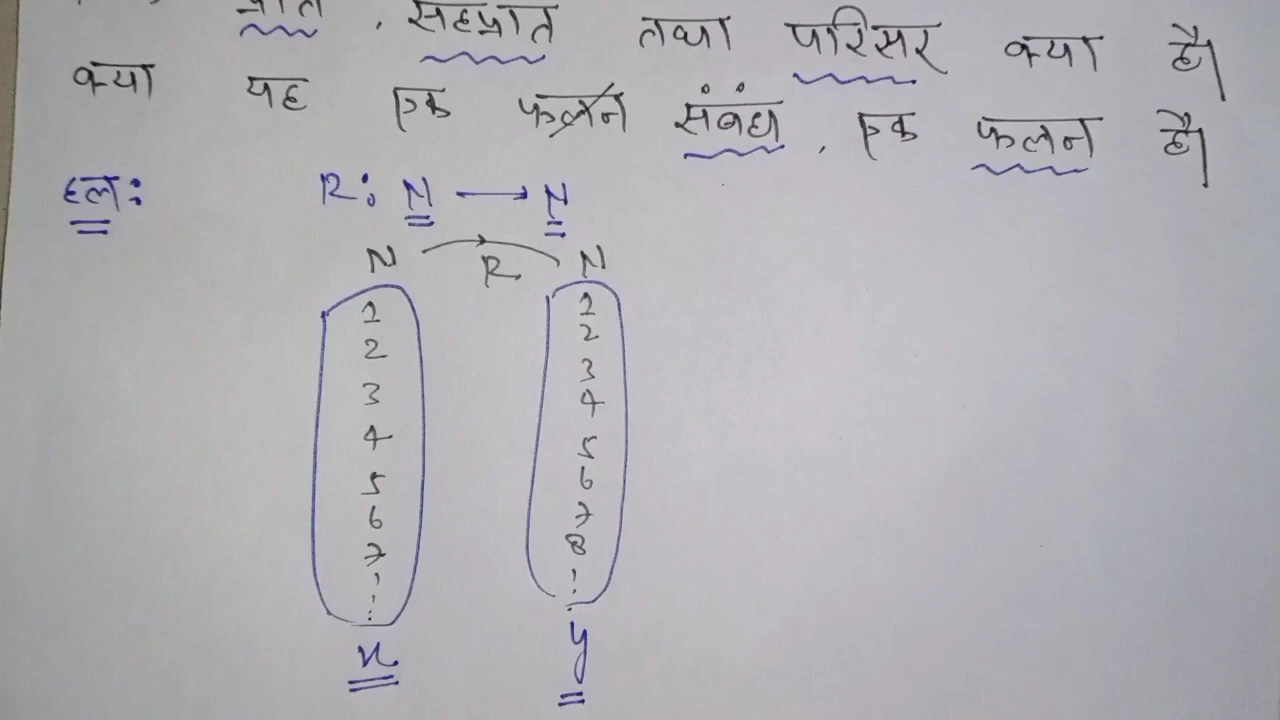 प्रांत , सहप्रांत तथा परिसर क्या है।
क्या यह एक फलन संबंध , एक फलन है।
हल: R: N → N
N R N
1 1
2 2
3 3
4 4
5 5
6 6
7 7
8
x y